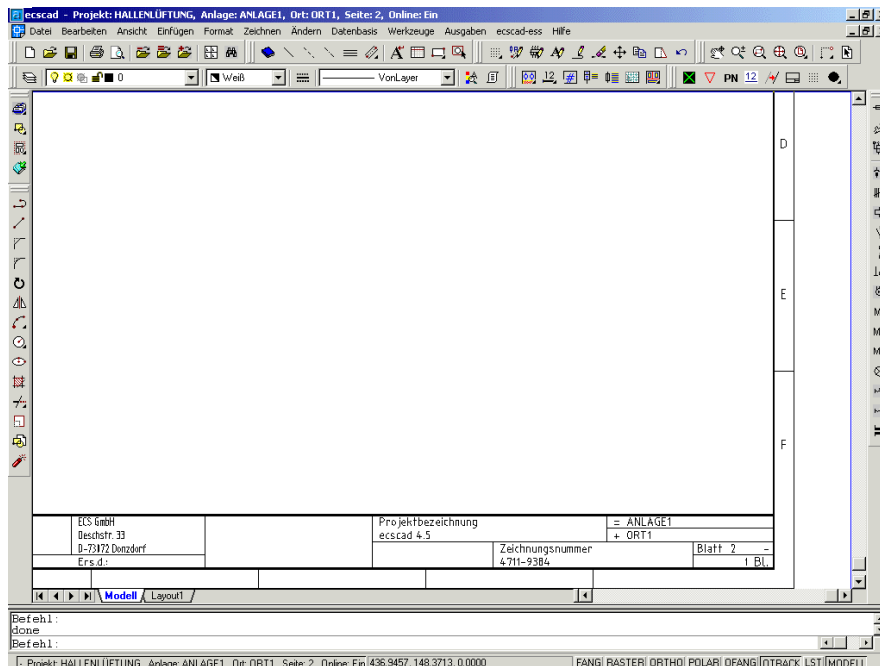 ecscad - Projekt: HALLENLÜFTUNG, Anlage: ANLAGE1, Ort: ORT1, Seite: 2, Online: Ein
Datei Bearbeiten Ansicht Einfügen Format Zeichnen Ändern Datenbasis Werkzeuge Ausgaben ecscad-ess Hilfe
0 Weiß VonLayer PN 12
D
E
F
ECS GmbH Projektbezeichnung = ANLAGE1
Oeschstr. 33 ecscad 4.5 + ORT1
D-73072 Donzdorf Zeichnungsnummer Blatt 2 -
Ers.d.: 4711-9384 1 Bl.
Modell Layout1
Befehl:
done
Befehl:
- Projekt: HALLENLÜFTUNG, Anlage: ANLAGE1, Ort: ORT1, Seite: 2, Online: Ein 436.9457, 148.3713, 0.0000 FANG RASTER ORTHO POLAR OFANG OTRACK LST MODELL